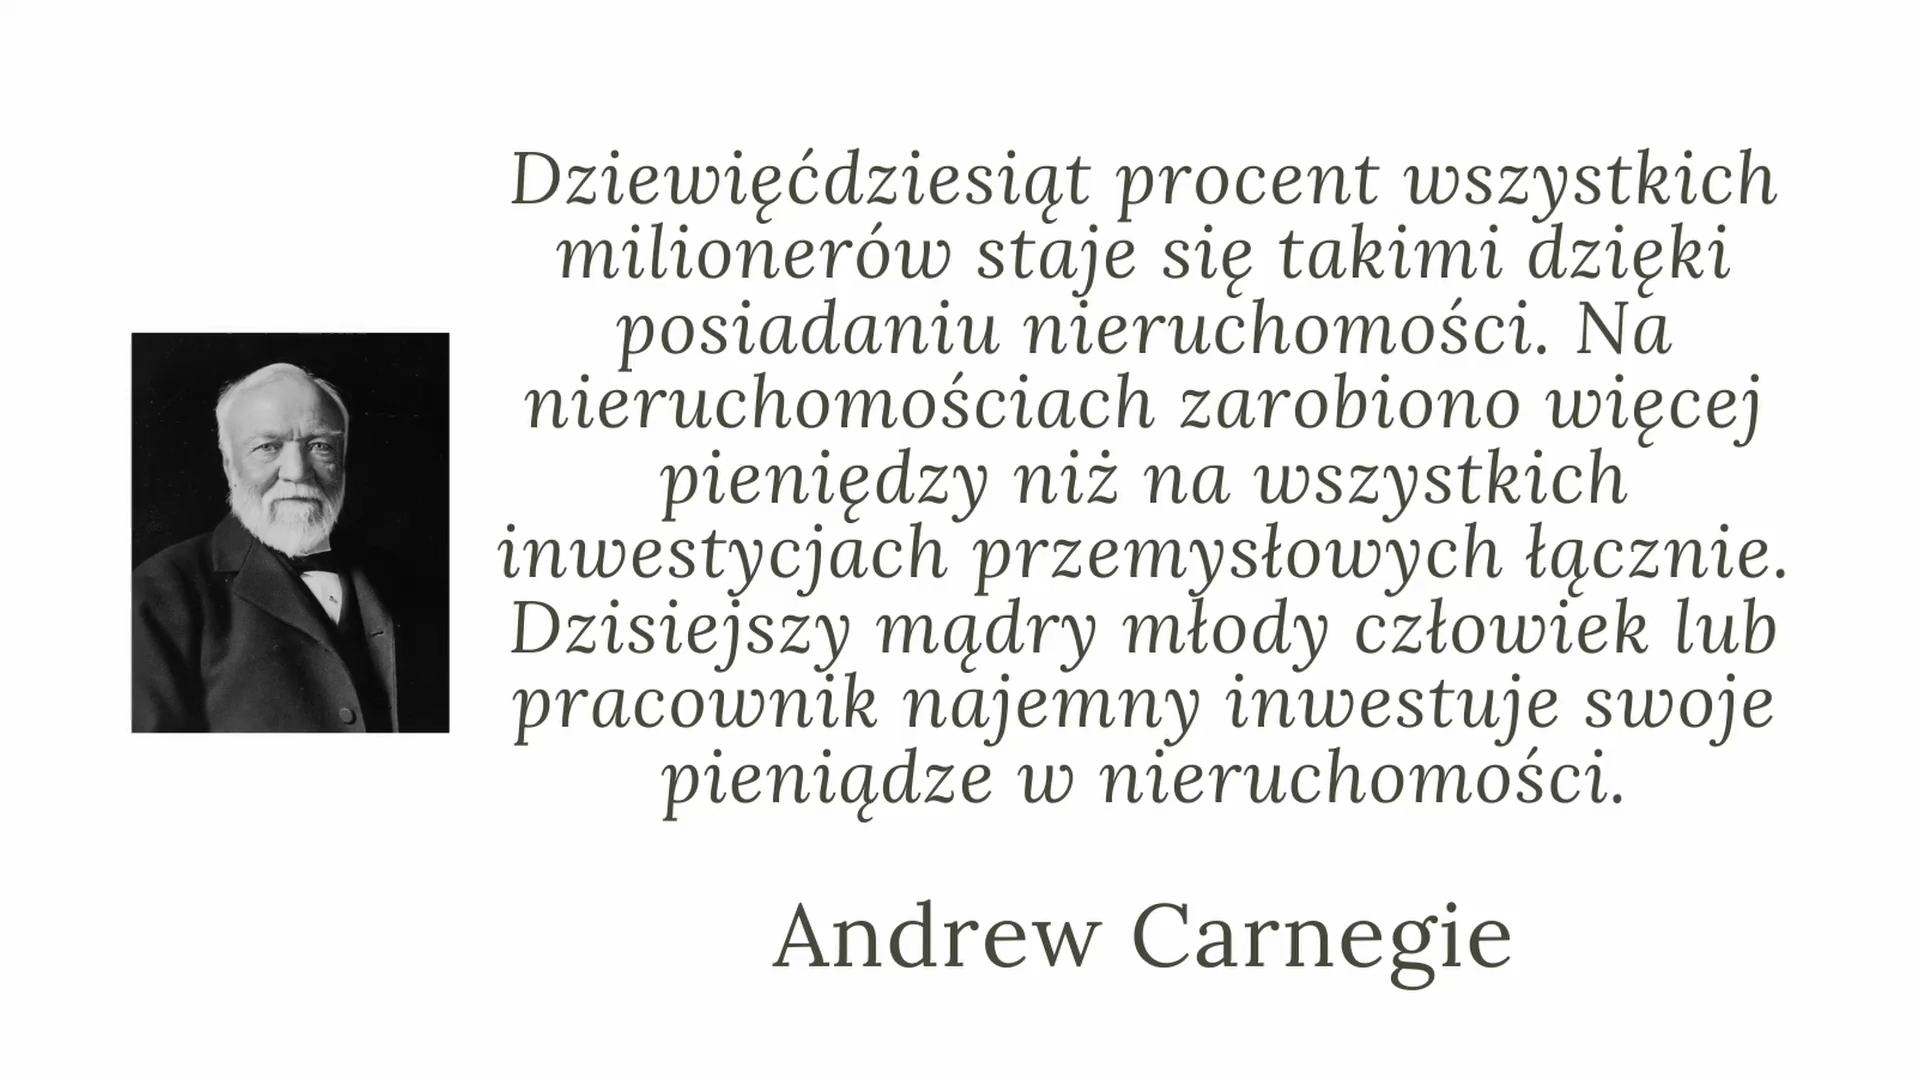 Dziewięćdziesiąt procent wszystkich
milionerów staje się takimi dzięki
posiadaniu nieruchomości. Na
nieruchomościach zarobiono więcej
pieniędzy niż na wszystkich
inwestycjach przemysłowych łącznie.
Dzisiejszy mądry młody człowiek lub
pracownik najemny inwestuje swoje
pieniądze w nieruchomości.
Andrew Carnegie